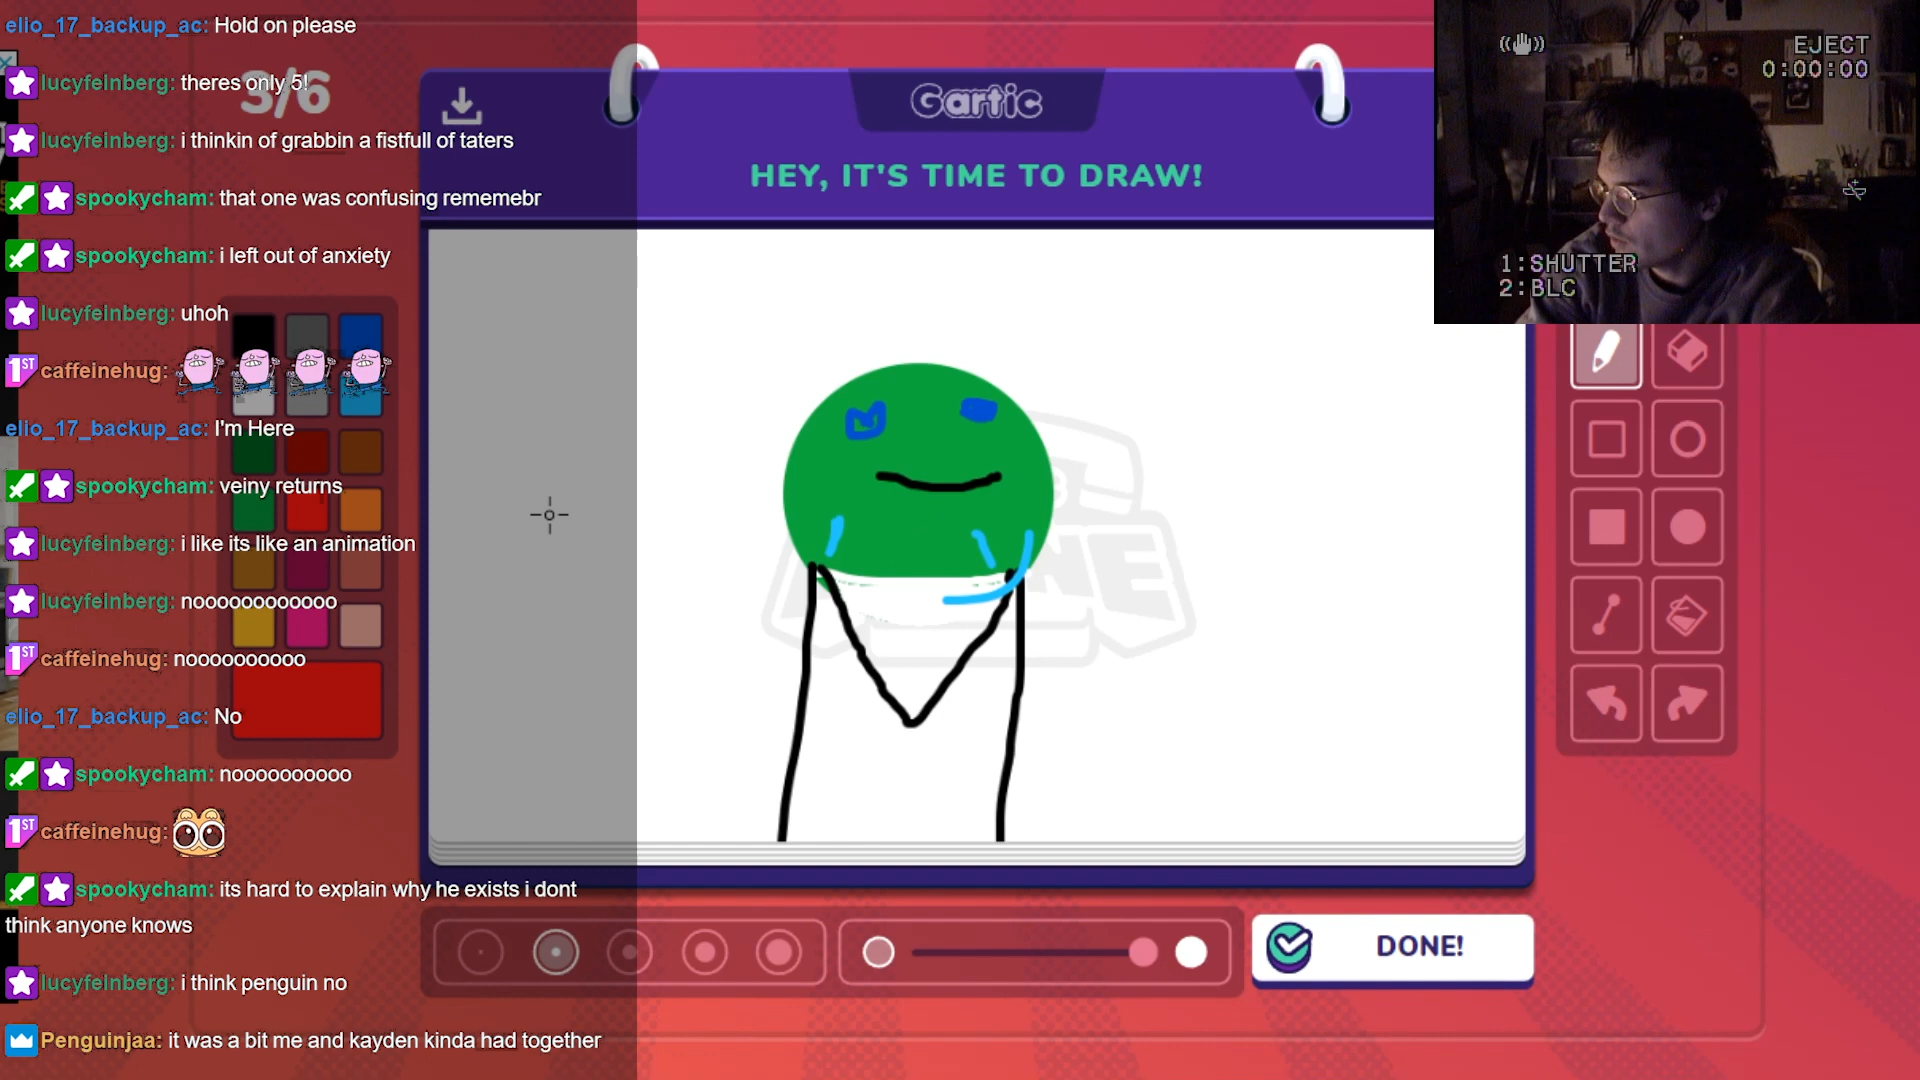 elio_17_backup_ac: Hold on please
lucyfeinberg: theres only 5!
3/6
lucyfeinberg: i thinkin of grabbin a fistfull of taters
spookycham: that one was confusing rememebr
spookycham: i left out of anxiety
lucyfeinberg: uhoh
1ST caffeinehug:
elio_17_backup_ac: I'm Here
spookycham: veiny returns
lucyfeinberg: i like its like an animation
lucyfeinberg: noooooooooooo
1ST caffeinehug: noooooooooo
elio_17_backup_ac: No
spookycham: noooooooooo
1ST caffeinehug:
spookycham: its hard to explain why he exists i dont
think anyone knows
lucyfeinberg: i think penguin no
Penguinjaa: it was a bit me and kayden kinda had together
Gartic
HEY, IT'S TIME TO DRAW!
DONE!
EJECT
0:00:00
1:SHUTTER
2:BLC